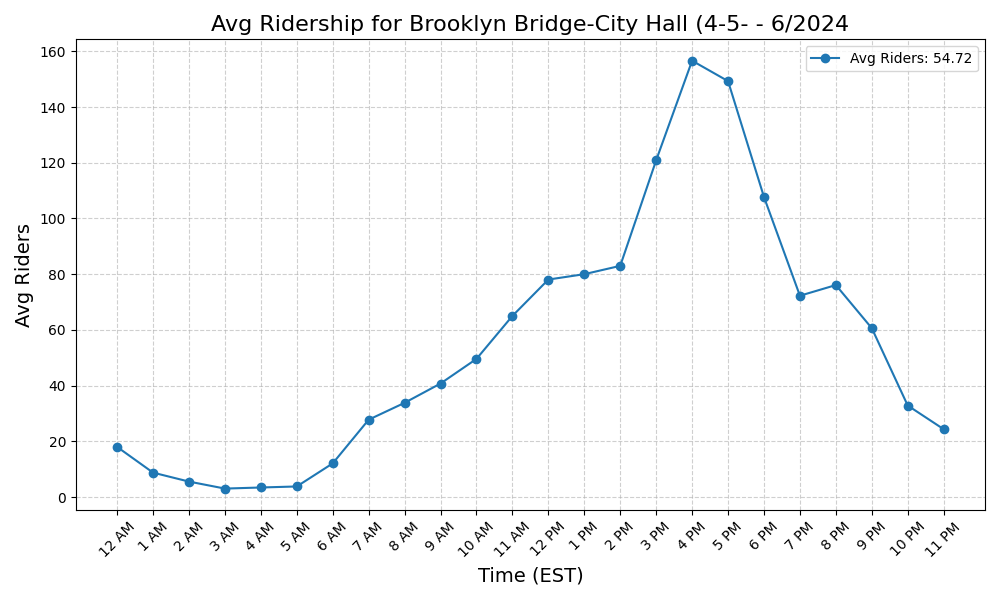 Avg Ridership for Brooklyn Bridge-City Hall (4-5- - 6/2024
Avg Riders: 54.72
Avg Riders
160
140
120
100
80
60
40
20
0
12 AM
1 AM
2 AM
3 AM
4 AM
5 AM
6 AM
7 AM
8 AM
9 AM
10 AM
11 AM
12 PM
1 PM
2 PM
3 PM
4 PM
5 PM
6 PM
7 PM
8 PM
9 PM
10 PM
11 PM
Time (EST)